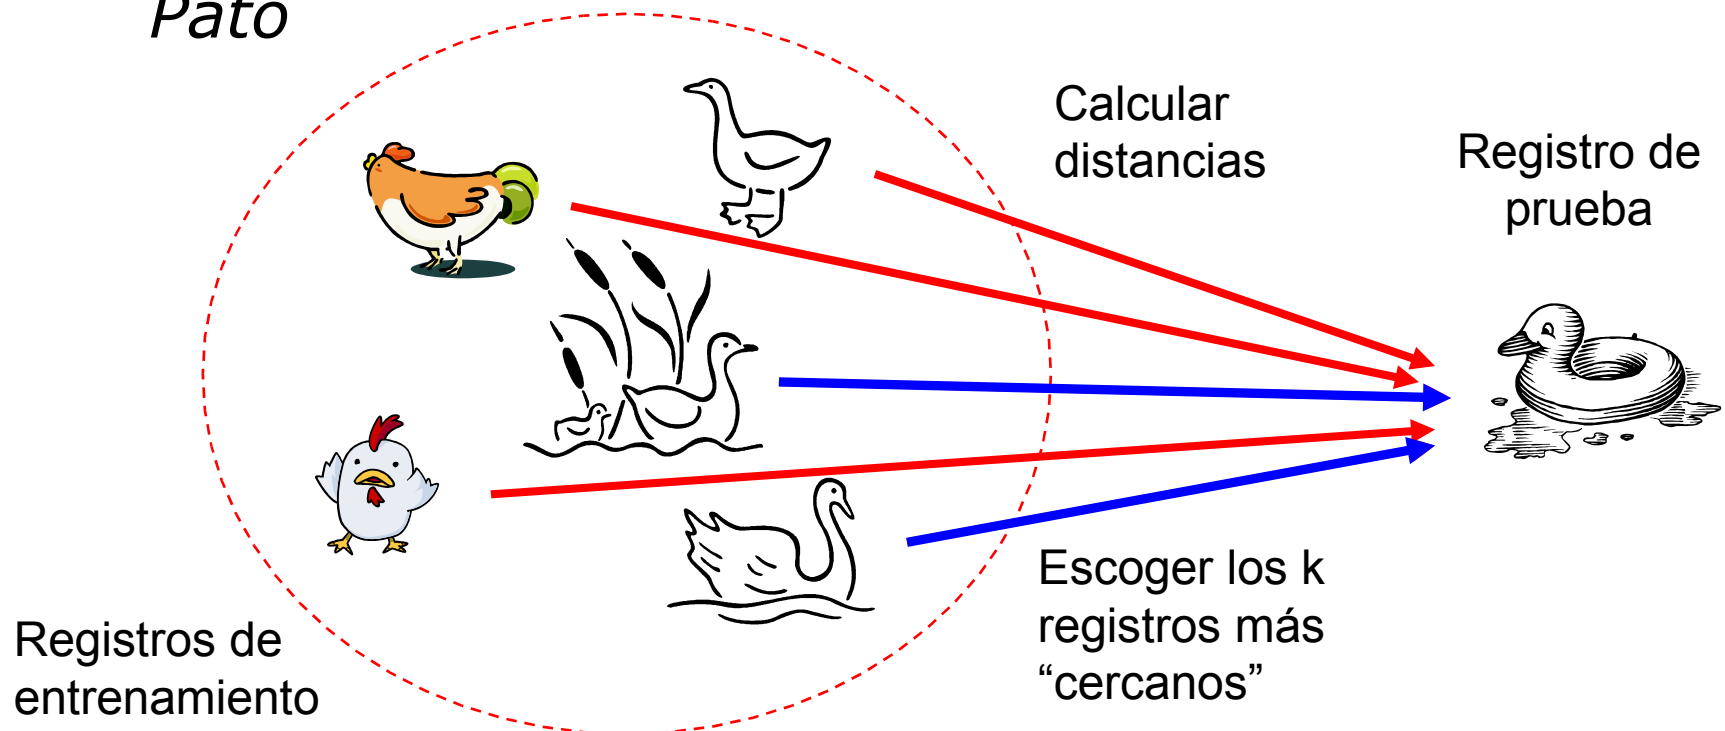 Pato
Calcular
distancias
Registro de
prueba
Escoger los k
registros más
“cercanos”
Registros de
entrenamiento